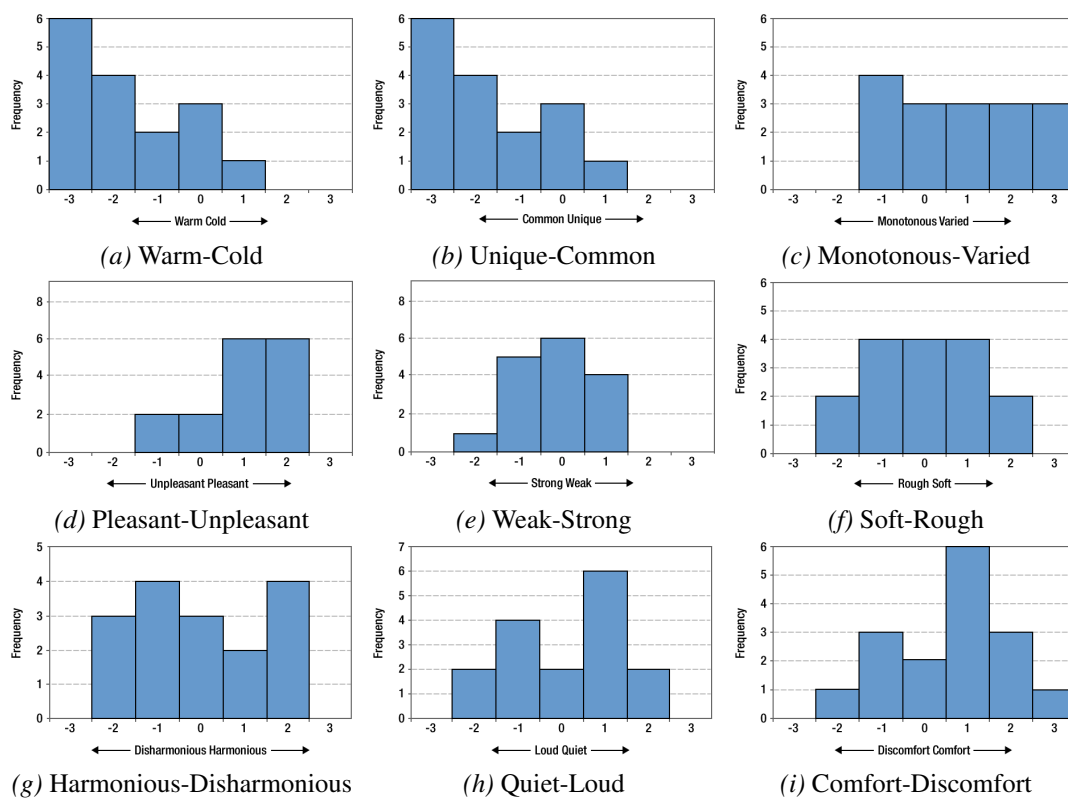 Frequency
6
5
4
3
2
1
0
-3 -2 -1 0 1 2 3
Warm Cold
(a) Warm-Cold
Frequency
6
5
4
3
2
1
0
-3 -2 -1 0 1 2 3
Common Unique
(b) Unique-Common
Frequency
6
5
4
3
2
1
0
-3 -2 -1 0 1 2 3
Monotonous Varied
(c) Monotonous-Varied
Frequency
8
6
4
2
0
-3 -2 -1 0 1 2 3
Unpleasant Pleasant
(d) Pleasant-Unpleasant
Frequency
8
6
4
2
0
-3 -2 -1 0 1 2 3
Strong Weak
(e) Weak-Strong
Frequency
6
5
4
3
2
1
0
-3 -2 -1 0 1 2 3
Rough Soft
(f) Soft-Rough
Frequency
5
4
3
2
1
0
-3 -2 -1 0 1 2 3
Disharmonious Harmonious
(g) Harmonious-Disharmonious
Frequency
7
6
5
4
3
2
1
0
-3 -2 -1 0 1 2 3
Loud Quiet
(h) Quiet-Loud
Frequency
6
5
4
3
2
1
0
-3 -2 -1 0 1 2 3
Discomfort Comfort
(i) Comfort-Discomfort